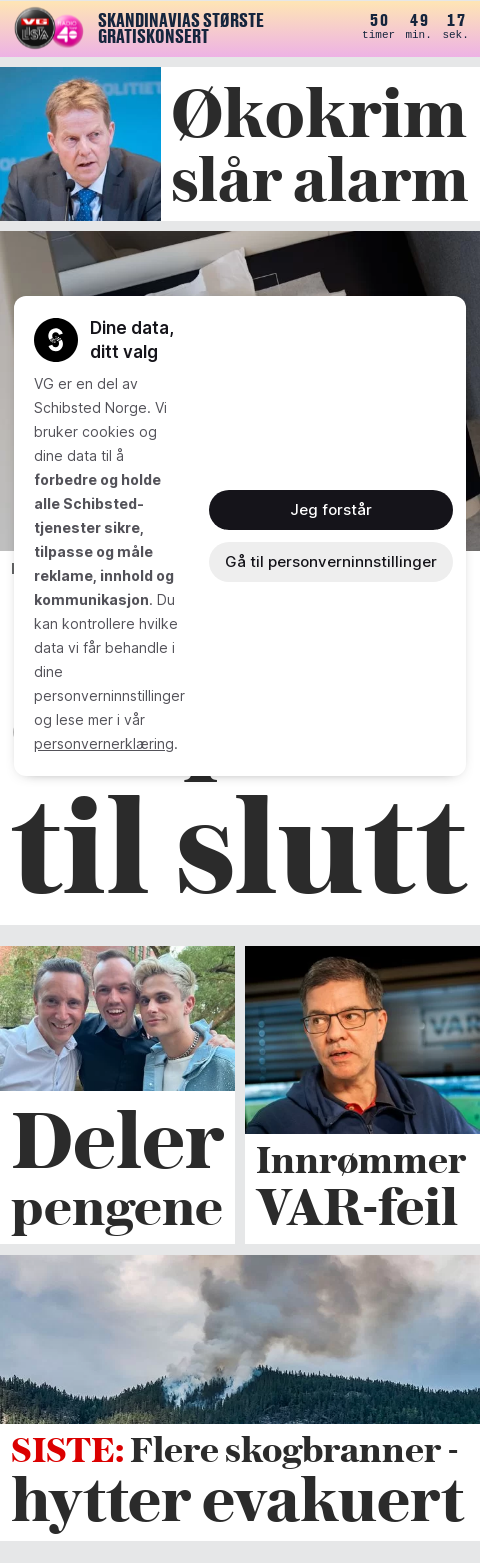 VG
Lista
RADIO
SKANDINAVIAS STØRSTE
GRATISKONSERT
50 49 17
timer min. sek.
POLITIET
Økokrim
slår alarm
Dine data,
ditt valg
VG er en del av
Schibsted Norge. Vi
bruker cookies og
dine data til å
forbedre og holde
alle Schibsted-
tjenester sikre,
tilpasse og måle
reklame, innhold og
kommunikasjon. Du
kan kontrollere hvilke
data vi får behandle i
dine
personverninnstillinger
og lese mer i vår
personvernerklæring.
Jeg forstår
Gå til personverninnstillinger
til slutt
VAR
Deler
pengene
Innrømmer
VAR-feil
SISTE: Flere skogbranner -
hytter evakuert